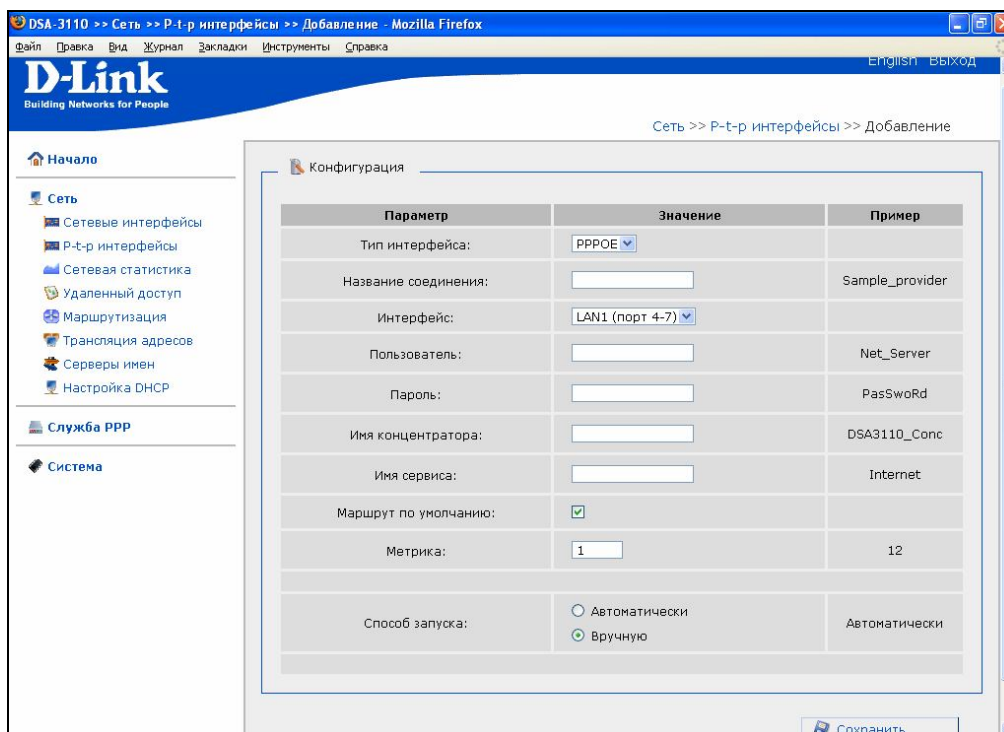 DSA-3110 >> Сеть >> P-t-p интерфейсы >> Добавление - Mozilla Firefox
Файл Правка Вид Журнал Закладки Инструменты Справка
English Выход
D-Link
Building Networks for People
Сеть >> P-t-p интерфейсы >> Добавление
Начало
Сеть
Сетевые интерфейсы
P-t-p интерфейсы
Сетевая статистика
Удаленный доступ
Маршрутизация
Трансляция адресов
Серверы имен
Настройка DHCP
Служба PPP
Система
Конфигурация
Параметр Значение Пример
Тип интерфейса: PPPOE
Название соединения: Sample_provider
Интерфейс: LAN1 (порт 4-7)
Пользователь: Net_Server
Пароль: PasSwoRd
Имя концентратора: DSA3110_Conc
Имя сервиса: Internet
Маршрут по умолчанию:
Метрика: 1 12
Способ запуска: Автоматически Вручную Автоматически
Сохранить